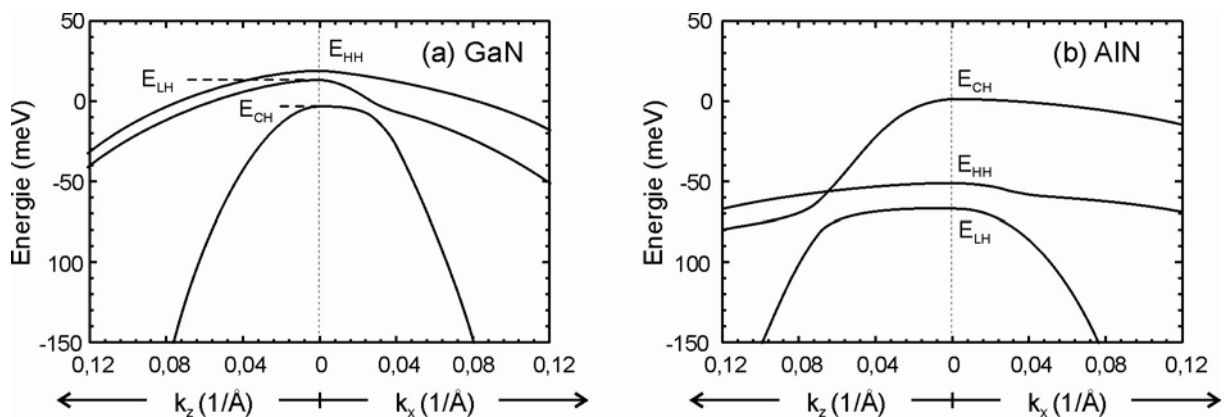 50
0
-50
100
-150
Energie (meV)
(a) GaN
E_HH
E_LH
E_CH
0,12 0,08 0,04 0 0,04 0,08 0,12
k_z (1/Å) k_x (1/Å)
50
0
-50
100
-150
Energie (meV)
(b) AlN
E_CH
E_HH
E_LH
0,12 0,08 0,04 0 0,04 0,08 0,12
k_z (1/Å) k_x (1/Å)